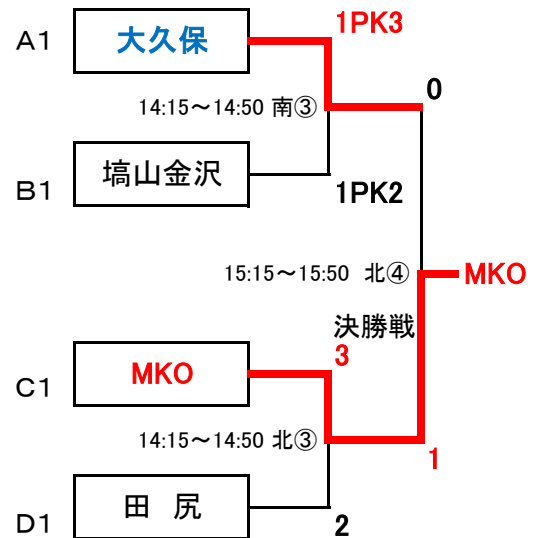 A1
大久保
1PK3
14:15～14:50 南③
0
B1
塙山金沢
1PK2
15:15～15:50 北④
MKO
決勝戦
C1
MKO
3
14:15～14:50 北③
1
D1
田 尻
2